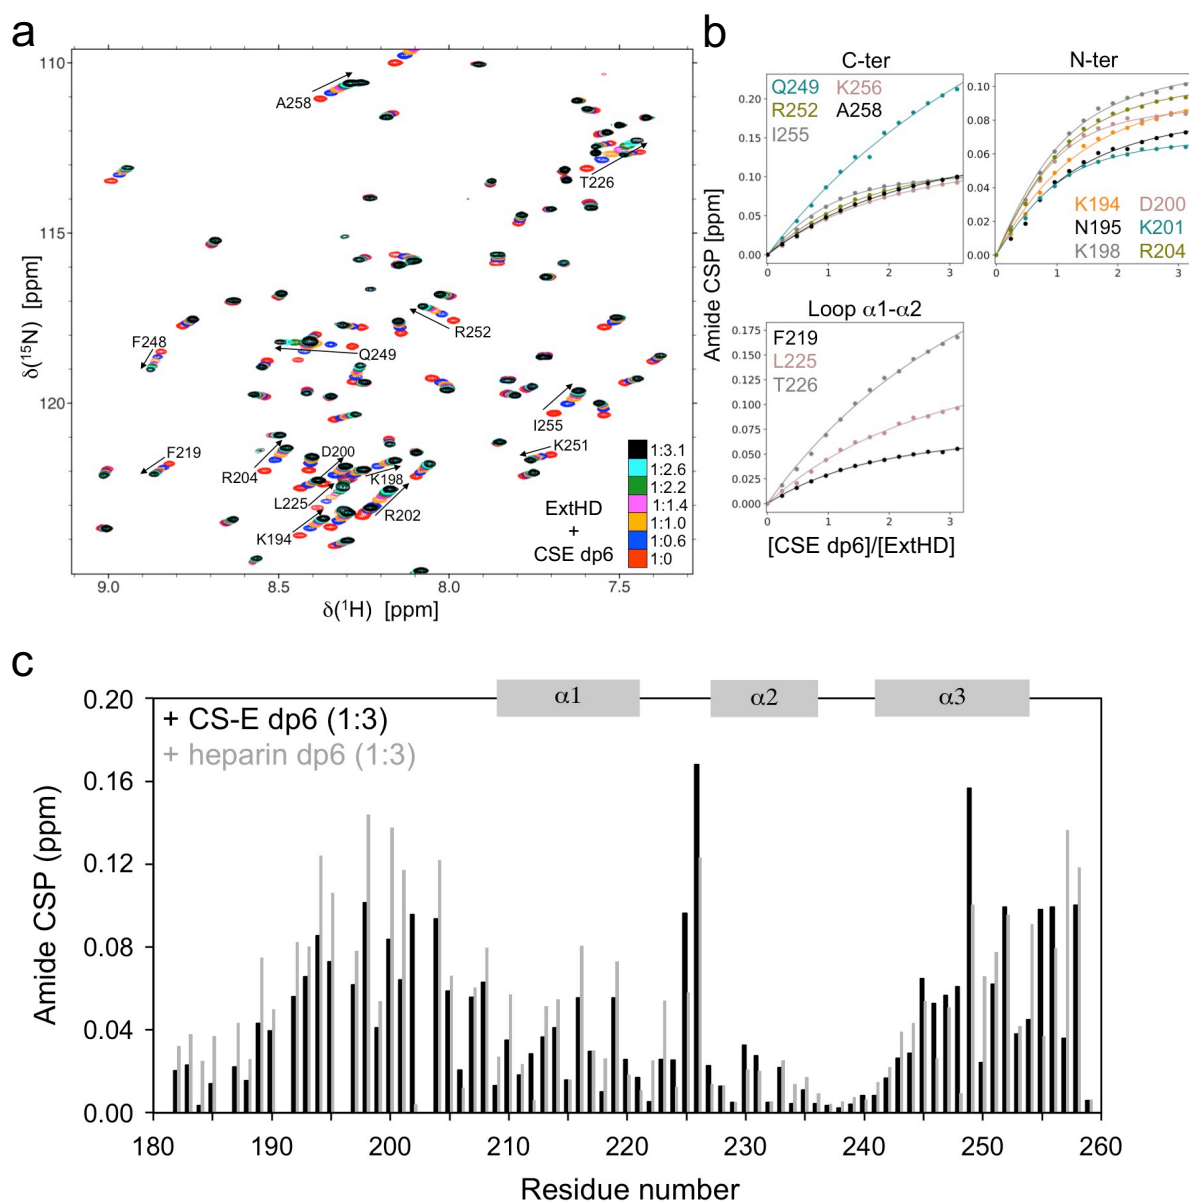 a
110
115
120
δ(¹⁵N) [ppm]
A258
T226
F248
R252
Q249
I255
F219
K251
R204
D200
L225
K198
R202
K194
ExtHD
+
CSE dp6
1:3.1
1:2.6
1:2.2
1:1.4
1:1.0
1:0.6
1:0
9.0 8.5 8.0 7.5
δ(¹H) [ppm]
b
C-ter
Q249 K256
R252 A258
I255
0.20
0.15
0.10
0.05
0.00
0 1 2 3
N-ter
0.10
0.08
0.06
0.04
0.02
0.00
K194 D200
N195 K201
K198 R204
0 1 2 3
Amide CSP [ppm]
Loop α1-α2
F219
L225
T226
0.175
0.150
0.125
0.100
0.075
0.050
0.025
0.000
0 1 2 3
[CSE dp6]/[ExtHD]
c
α1 α2 α3
+ CS-E dp6 (1:3)
+ heparin dp6 (1:3)
0.20
0.16
0.12
0.08
0.04
0.00
Amide CSP (ppm)
180 190 200 210 220 230 240 250 260
Residue number